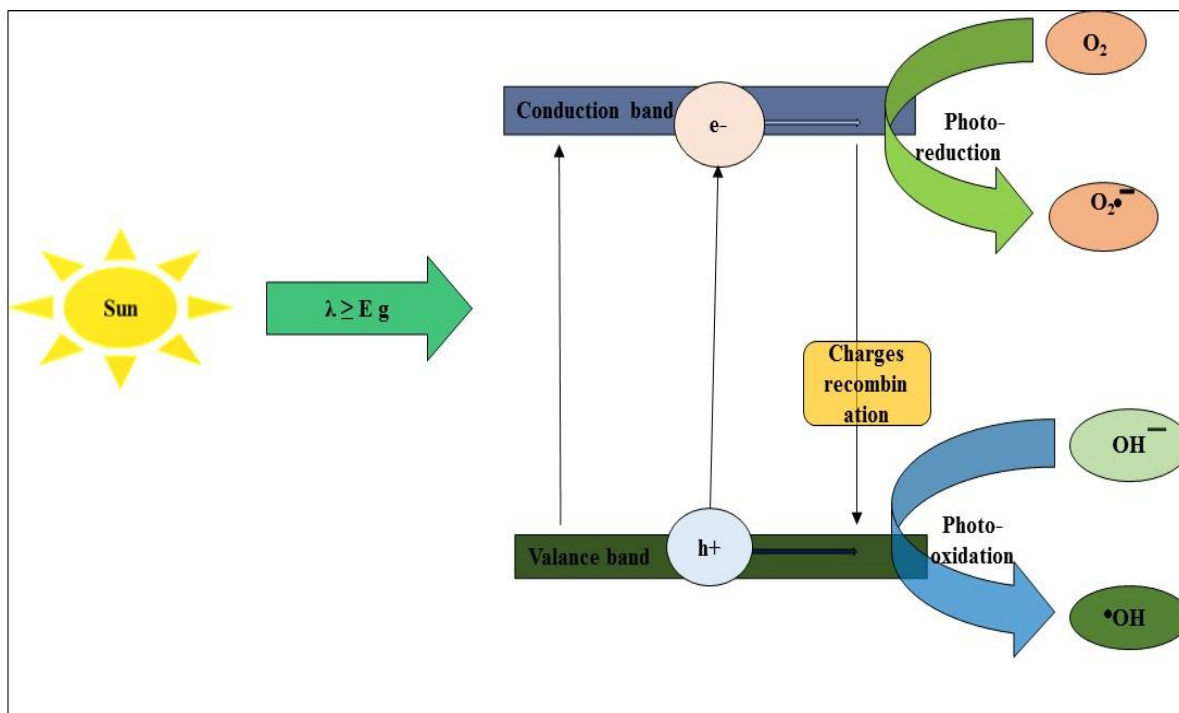 O₂
Conduction band
e-
Photo-
reduction
O₂•⁻
Sun
λ ≥ E g
Charges
recombin
ation
OH⁻
Valance band
h+
Photo-
oxidation
•OH